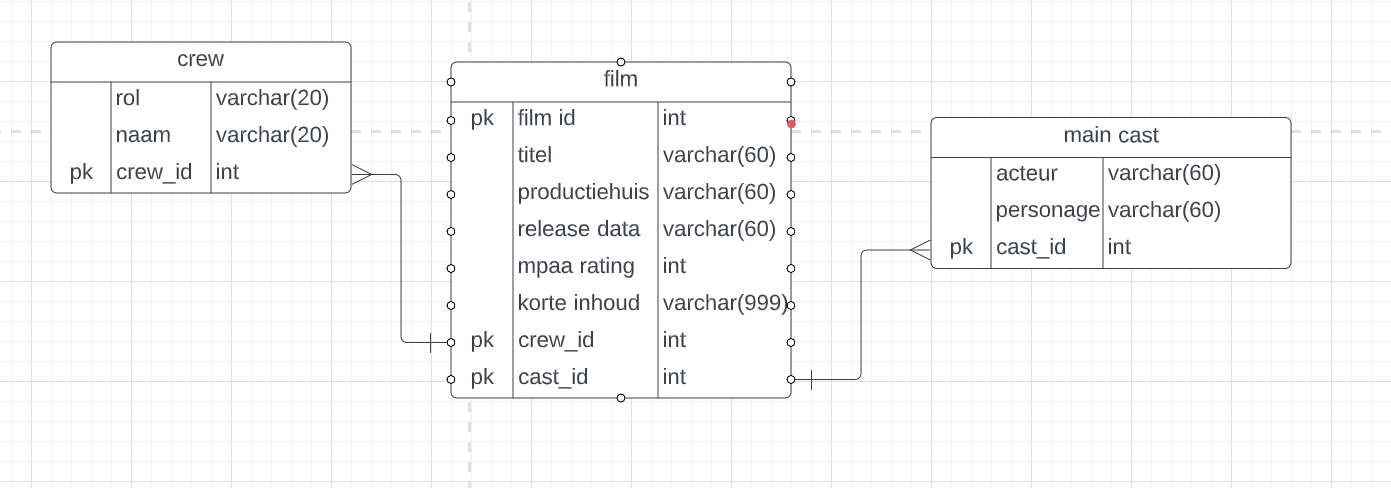 crew
rol varchar(20)
naam varchar(20)
pk crew_id int
film
pk film id int
titel varchar(60)
productiehuis varchar(60)
release data varchar(60)
mpaa rating int
korte inhoud varchar(999)
pk crew_id int
pk cast_id int
main cast
acteur varchar(60)
personage varchar(60)
pk cast_id int